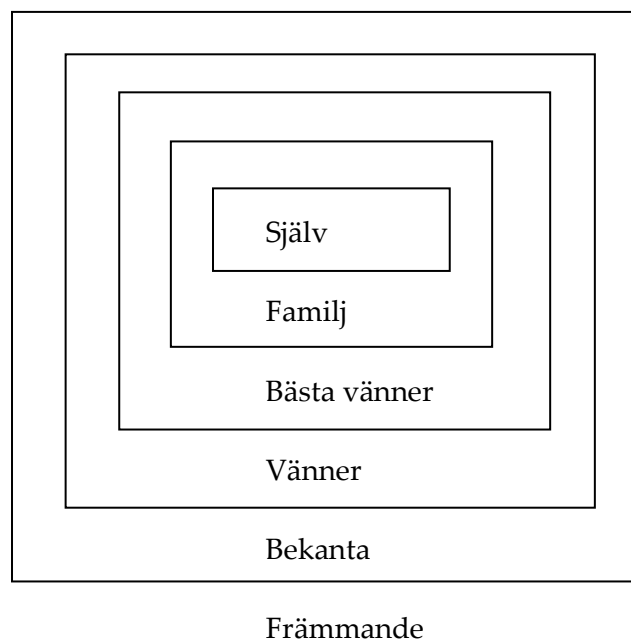 Själv
Familj
Bästa vänner
Vänner
Bekanta
Främmande